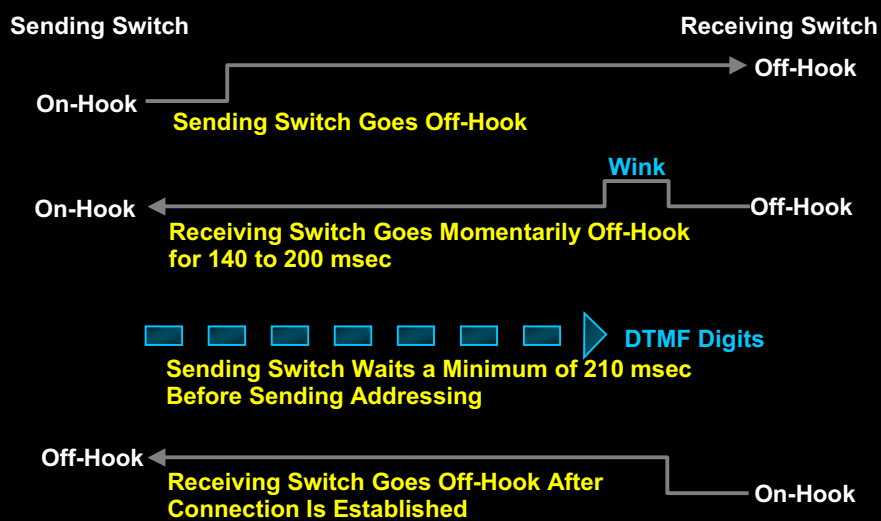 Sending Switch
Receiving Switch
Off-Hook
On-Hook
Sending Switch Goes Off-Hook
Wink
On-Hook
Off-Hook
Receiving Switch Goes Momentarily Off-Hook
for 140 to 200 msec
DTMF Digits
Sending Switch Waits a Minimum of 210 msec
Before Sending Addressing
Off-Hook
Receiving Switch Goes Off-Hook After
Connection Is Established
On-Hook